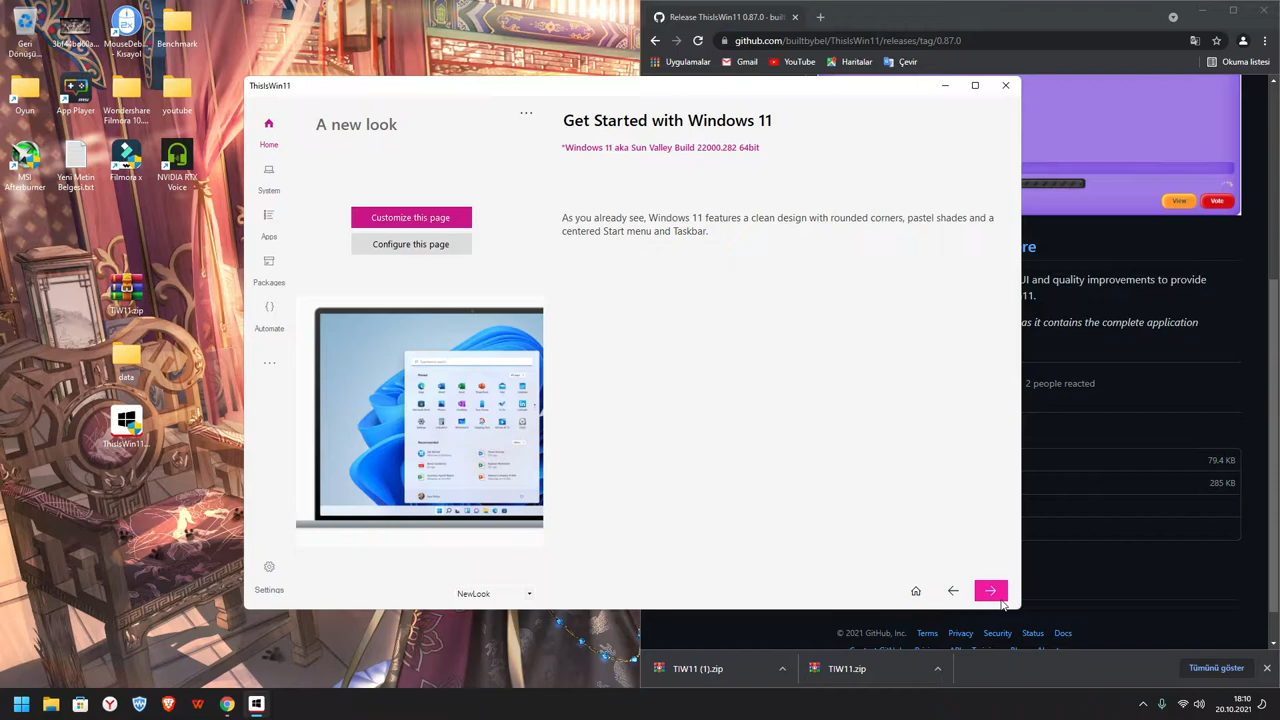 Geri
Dönüşü...
3bf44bd60a...
MouseDeb...
- Kısayol
Benchmark
Oyun
App Player
Wondershare
Filmora 10....
youtube
MSI
Afterburner
Yeni Metin
Belgesi.txt
Filmora x
NVIDIA RTX
Voice
TIW11.zip
data
ThisIsWin11...
Release ThisIsWin11 0.87.0 · built
github.com/builtbybel/ThisIsWin11/releases/tag/0.87.0
Uygulamalar
Gmail
YouTube
Haritalar
Çevir
Okuma listesi
View
Vote
re
UI and quality improvements to provide
11.
as it contains the complete application
2 people reacted
79.4 KB
285 KB
© 2021 GitHub, Inc.
Terms
Privacy
Security
Status
Docs
TIW11 (1).zip
TIW11.zip
Tümünü göster
ThisIsWin11
Home
System
Apps
Packages
Automate
Settings
A new look
Customize this page
Configure this page
NewLook
Get Started with Windows 11
*Windows 11 aka Sun Valley Build 22000.282 64bit
As you already see, Windows 11 features a clean design with rounded corners, pastel shades and a
centered Start menu and Taskbar.
18:10
20.10.2021